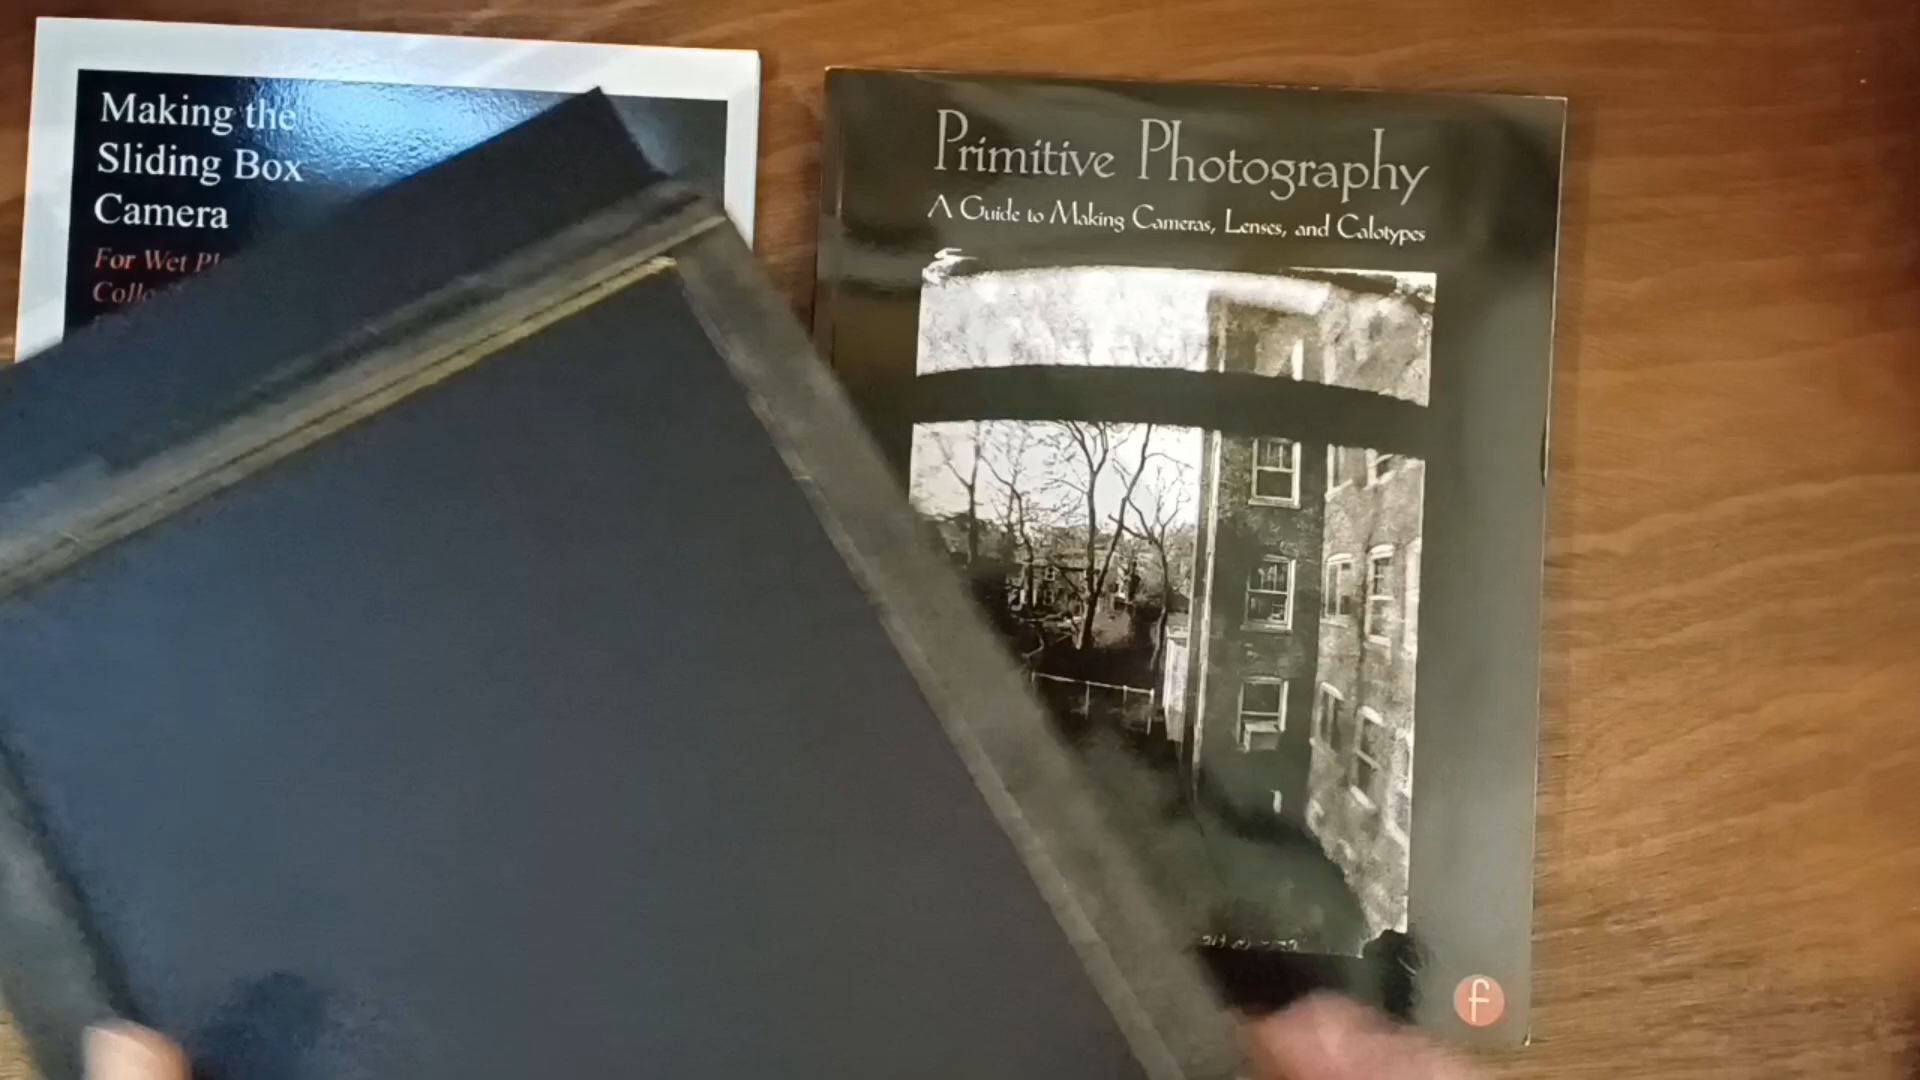 Making the
Sliding Box
Camera
For Wet
Primitive Photography
A Guide to Making Cameras, Lenses, and Calotypes
f